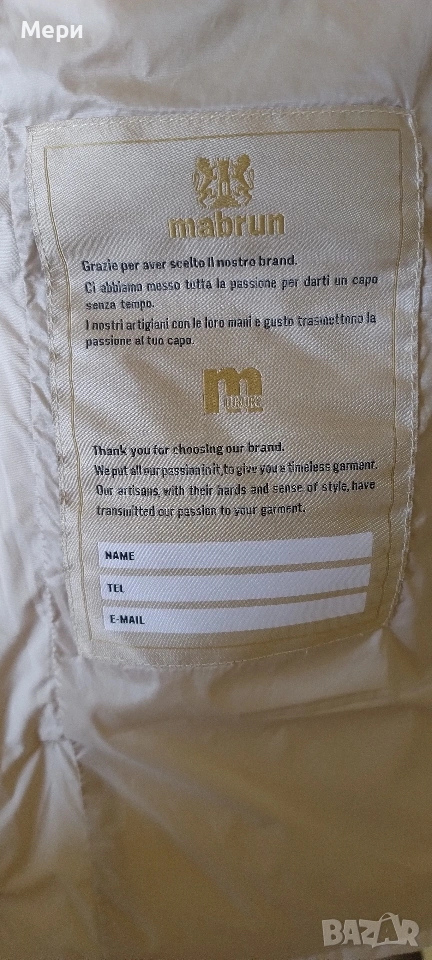 Мери
mabrun
Grazie per aver scelto il nostro brand.
Ci abbiamo messo tutta la passione per darti un capo
senza tempo.
I nostri artigiani con le loro mani e gusto trasmettono la
passione al tuo capo.
m
Thank you for choosing our brand.
We put all our passion in it, to give you a timeless garment.
Our artisans, with their hards and sense of style, have
transmitted our passion to your garment.
NAME
TEL
E-MAIL
BAZAR